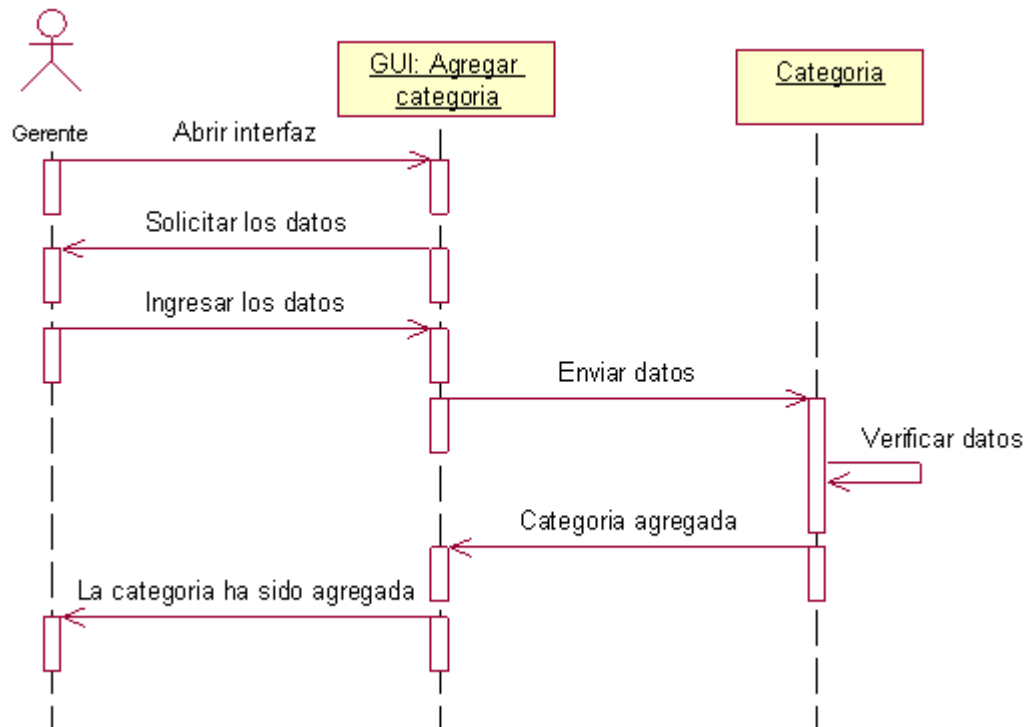 GUI: Agregar
categoria
Categoria
Gerente
Abrir interfaz
Solicitar los datos
Ingresar los datos
Enviar datos
Verificar datos
Categoria agregada
La categoria ha sido agregada